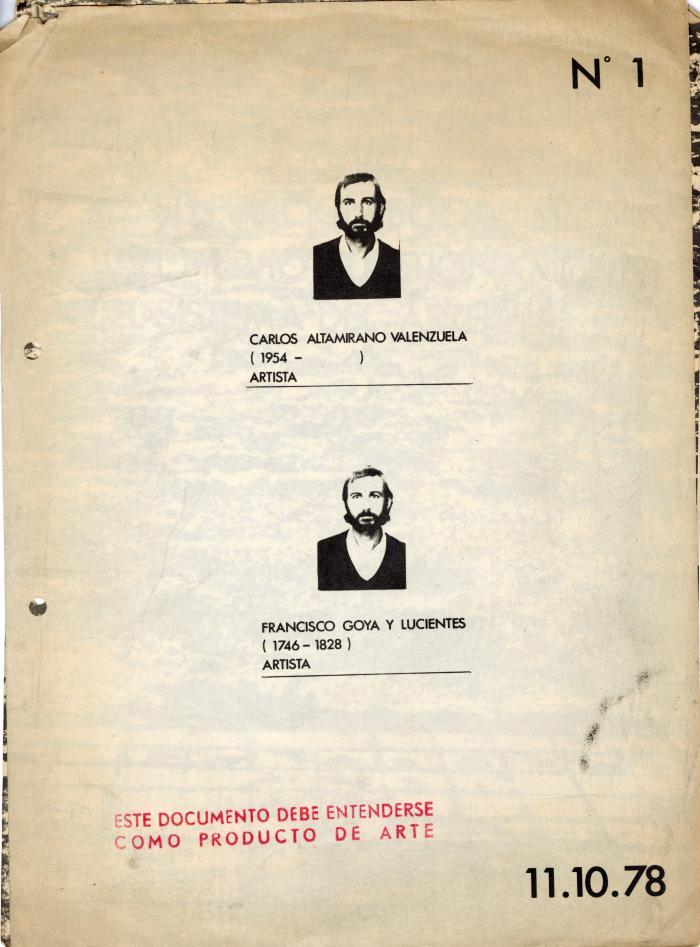 N° 1
CARLOS ALTAMIRANO VALENZUELA
( 1954 – )
ARTISTA
FRANCISCO GOYA Y LUCIENTES
( 1746 – 1828 )
ARTISTA
ESTE DOCUMENTO DEBE ENTENDERSE
COMO PRODUCTO DE ARTE
11.10.78